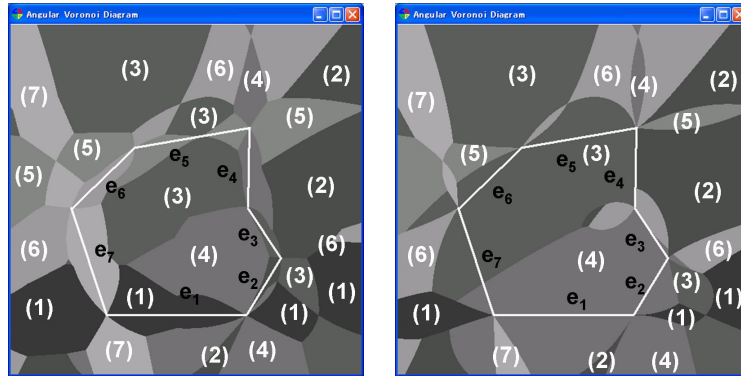 Angular Voronoi Diagram
(3) (6) (2)
(4)
(7)
(3) (5)
(5)
(5) e5 e4
e6 (3) (2)
e3
(6) e7 (4) (6)
e2 (3)
(1) (1) e1 (1) (1)
(7) (2) (4)
Angular Voronoi Diagram
(3) (6) (2)
(4)
(7)
(5)
(5) e5 (3)
e4
e6 (2)
e3
(6) e7 (4) (6)
e2 (3)
(1) e1 (1) (1)
(7) (2) (4)